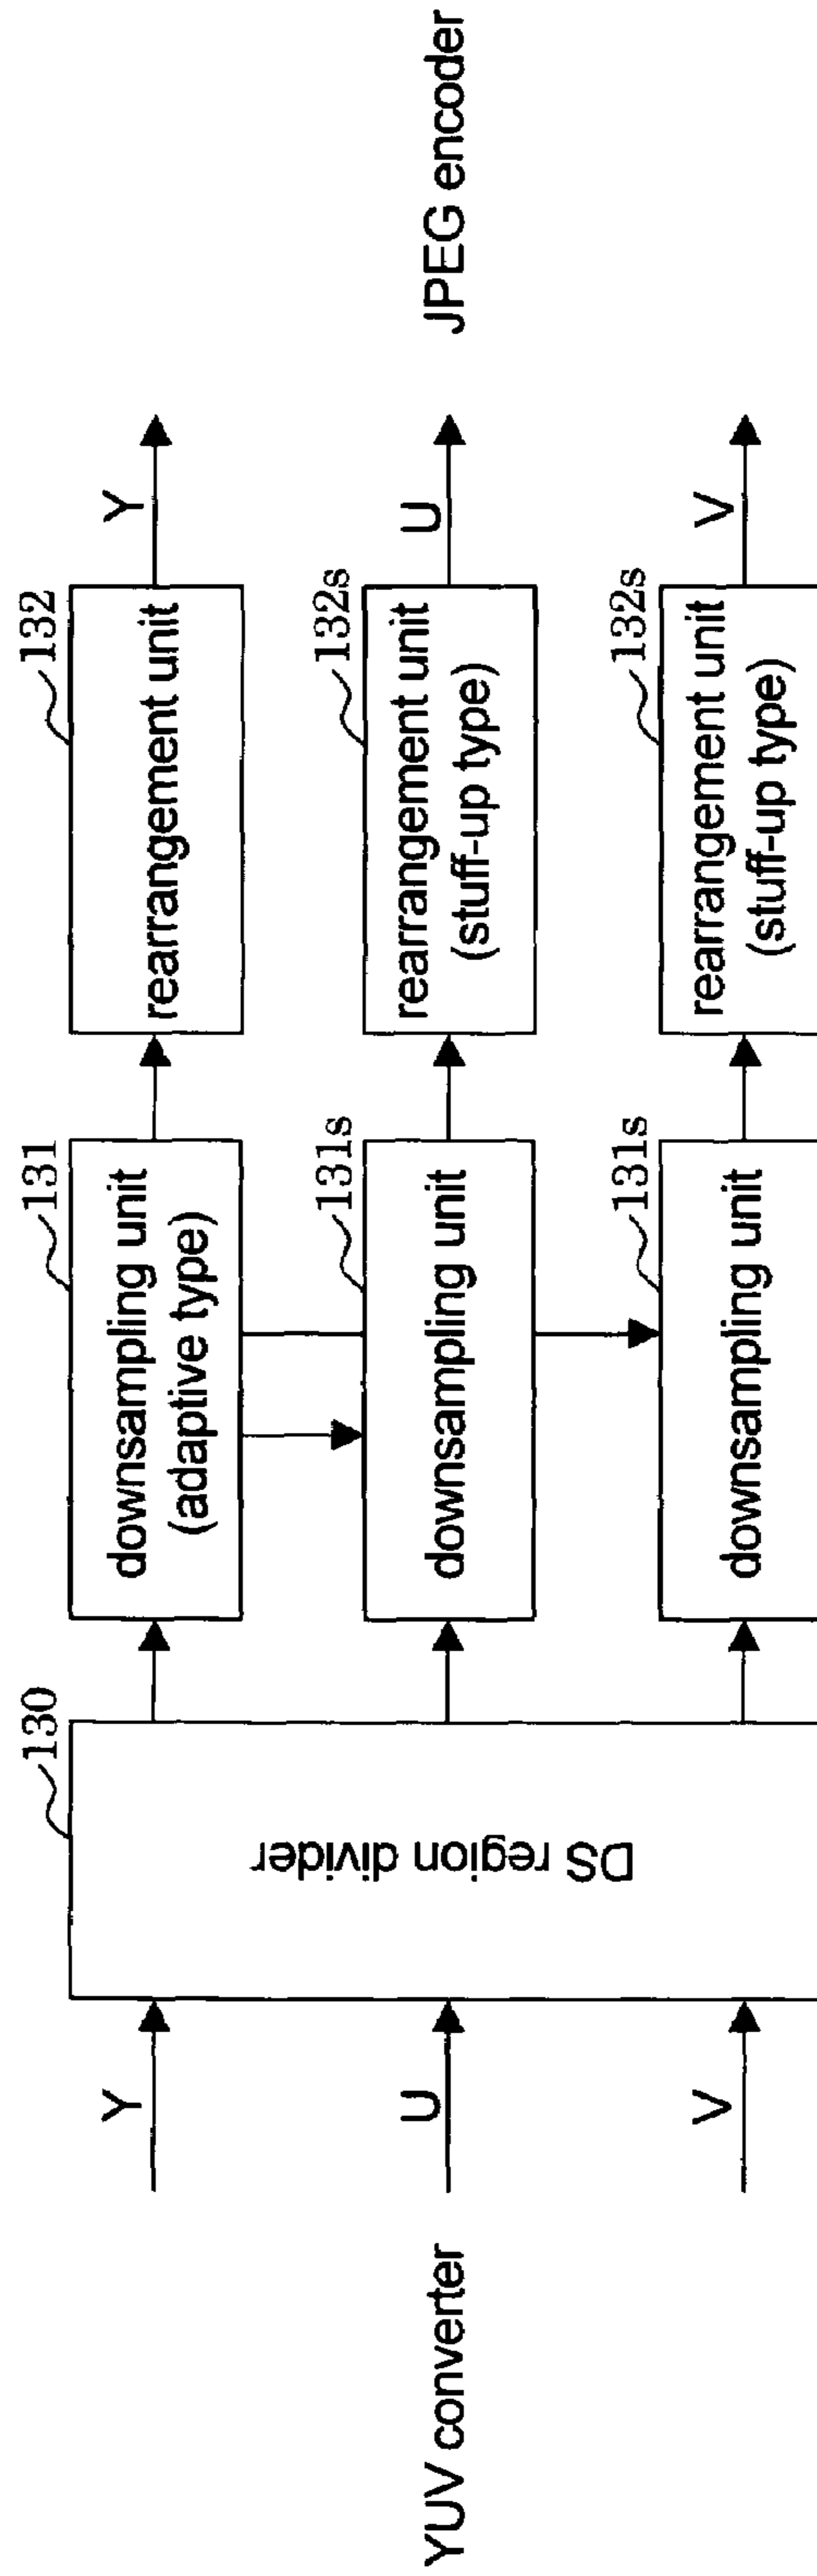 YUV converter
Y
U
V
130
DS region divider
131
downsampling unit
(adaptive type)
131s
downsampling unit
131s
downsampling unit
132
rearrangement unit
132s
rearrangement unit
(stuff-up type)
132s
rearrangement unit
(stuff-up type)
Y
U
V
JPEG encoder